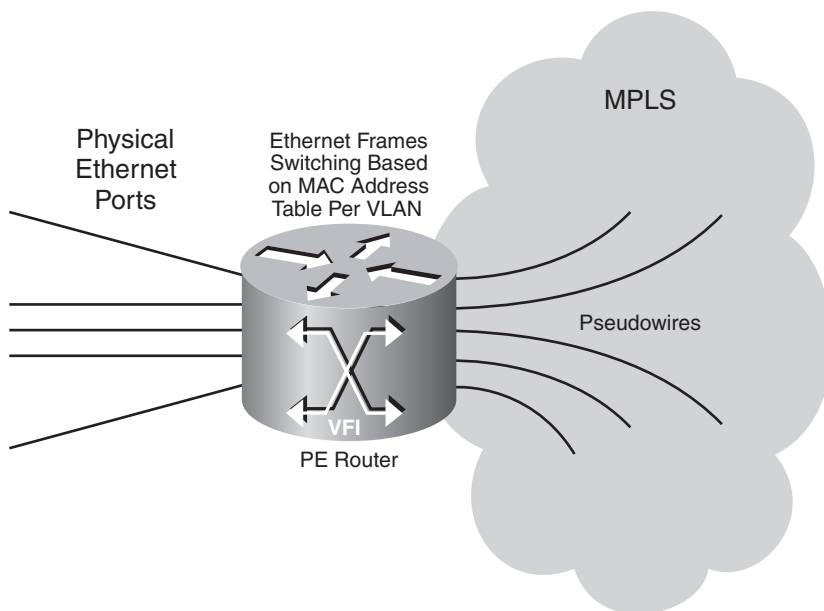 MPLS
Physical
Ethernet
Ports
Ethernet Frames
Switching Based
on MAC Address
Table Per VLAN
Pseudowires
VFI
PE Router